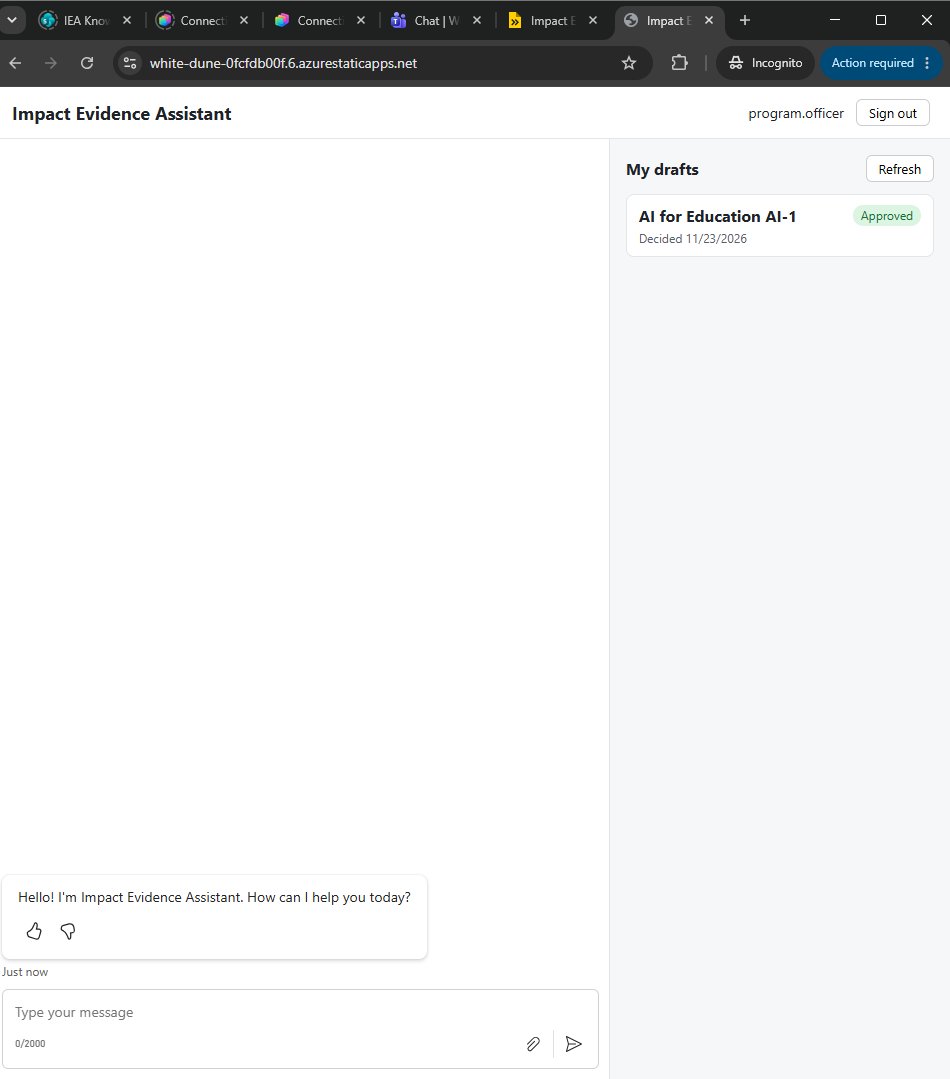 IEA Know
Connecti
Connecti
Chat | W
Impact E
Impact E
white-dune-0fcfdb00f.6.azurestaticapps.net
Incognito
Action required
Impact Evidence Assistant
program.officer
Sign out
My drafts
Refresh
AI for Education AI-1
Approved
Decided 11/23/2026
Hello! I'm Impact Evidence Assistant. How can I help you today?
Just now
Type your message
0/2000